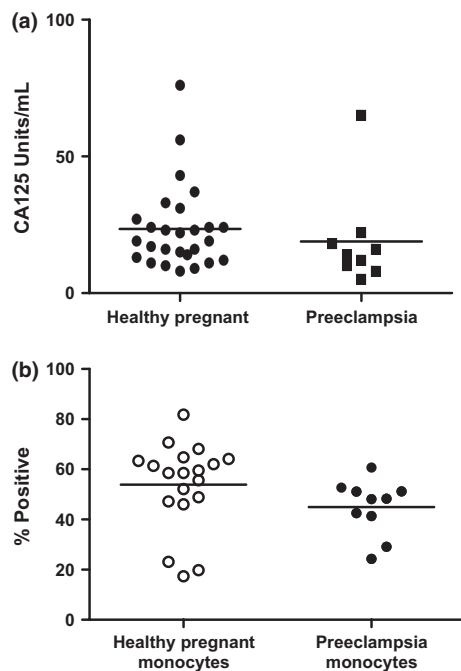 (a)
CA125 Units/mL
100
50
0
Healthy pregnant
Preeclampsia
(b)
% Positive
100
80
60
40
20
0
Healthy pregnant
monocytes
Preeclampsia
monocytes